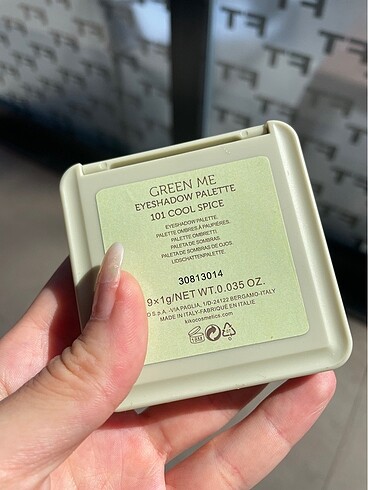 GREEN ME
EYESHADOW PALETTE
101 COOL SPICE
EYESHADOW PALETTE.
PALETTE OMBRES À PAUPIÈRES.
PALETTE OMBRETTI.
PALETA DE SOMBRAS.
PALETA DE SOMBRAS DE OJOS.
LIDSCHATTENPALETTE.
30813014
9x1g/NET WT.0.035 OZ.
O S.p.A. -VIA PAGLIA, 1/D-24122 BERGAMO-ITALY
MADE IN ITALY-FABRIQUÉ EN ITALIE
kikocosmetics.com